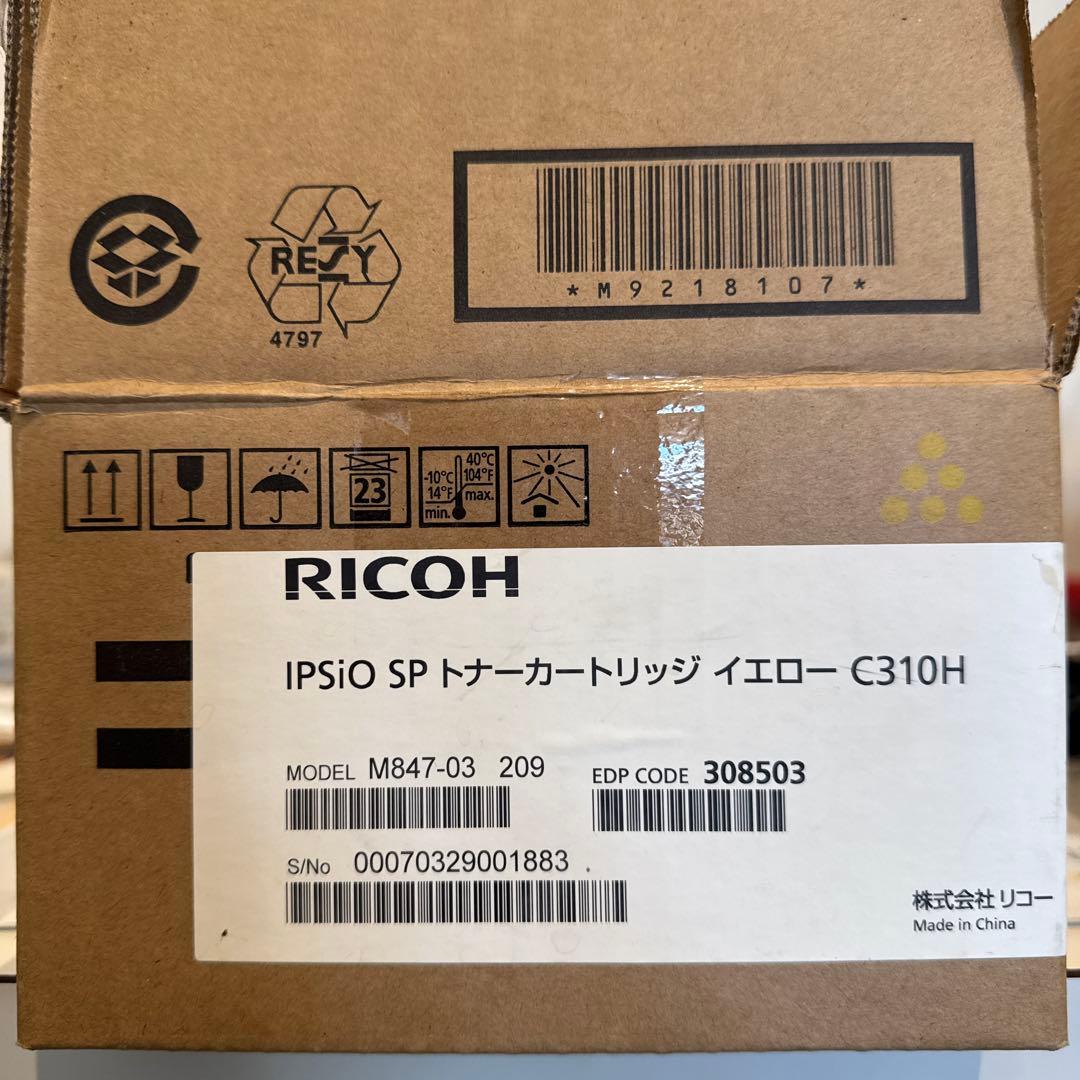 RESY
4797
*M9218107*
23
-10°C
14°F
min.
40°C
104°F
max.
RICOH
IPSiO SP トナーカートリッジ イエロー C310H
MODEL M847-03 209
EDP CODE 308503
S/No 00070329001883
株式会社 リコー
Made in China